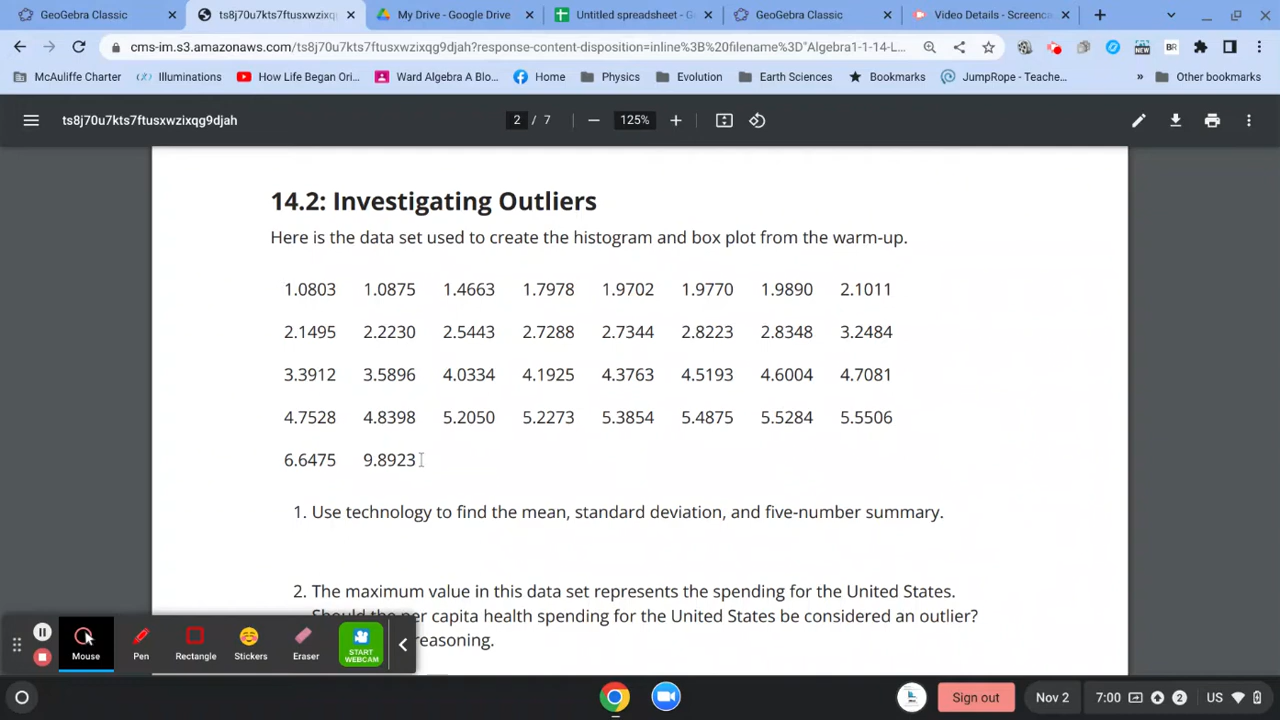 GeoGebra Classic
ts8j70u7kts7ftusxwzixq
My Drive - Google Drive
Untitled spreadsheet - G
GeoGebra Classic
Video Details - Screenca
cms-im.s3.amazonaws.com/ts8j70u7kts7ftusxwzixqg9djah?response-content-disposition=inline%3B%20filename%3D"Algebra1-1-14-L...
McAuliffe Charter
Illuminations
How Life Began Ori...
Ward Algebra A Blo...
Home
Physics
Evolution
Earth Sciences
Bookmarks
JumpRope - Teache...
»
Other bookmarks
ts8j70u7kts7ftusxwzixqg9djah
2 / 7
125%
14.2: Investigating Outliers
Here is the data set used to create the histogram and box plot from the warm-up.
1.0803 1.0875 1.4663 1.7978 1.9702 1.9770 1.9890 2.1011
2.1495 2.2230 2.5443 2.7288 2.7344 2.8223 2.8348 3.2484
3.3912 3.5896 4.0334 4.1925 4.3763 4.5193 4.6004 4.7081
4.7528 4.8398 5.2050 5.2273 5.3854 5.4875 5.5284 5.5506
6.6475 9.8923
1. Use technology to find the mean, standard deviation, and five-number summary.
2. The maximum value in this data set represents the spending for the United States.
Should the per capita health spending for the United States be considered an outlier?
reasoning.
Mouse
Pen
Rectangle
Stickers
Eraser
START
WEBCAM
NEW
BR
Sign out
Nov 2
7:00
2
US